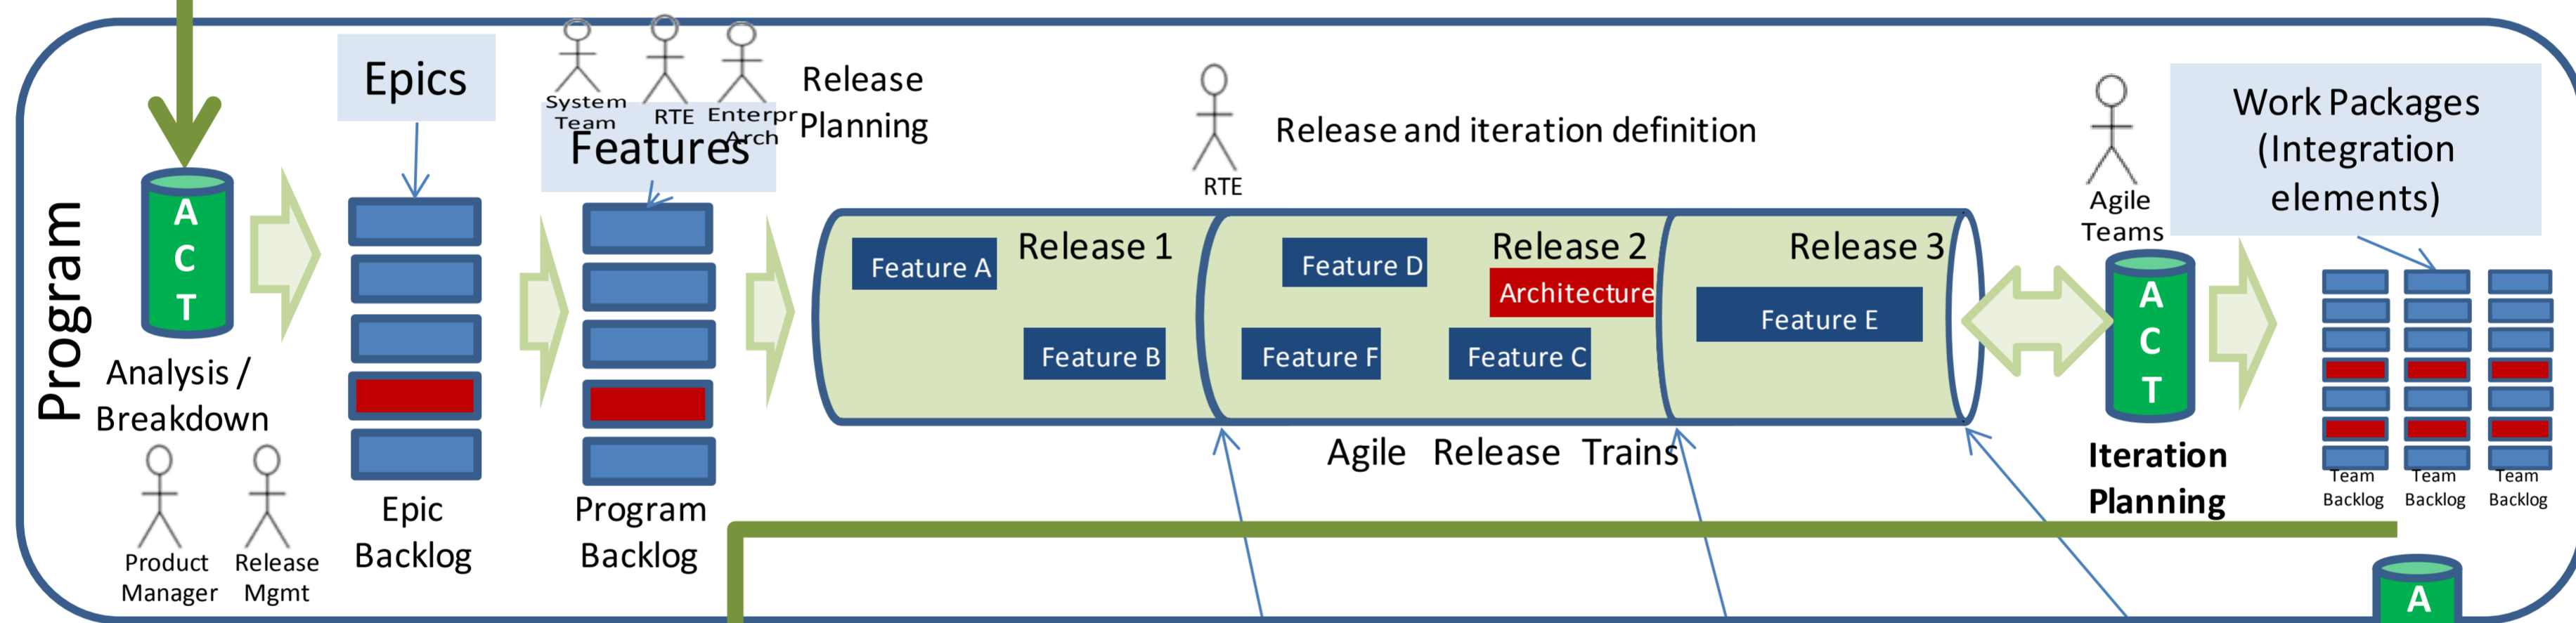 Program
A
C
T
Analysis /
Breakdown
Product
Manager
Release
Mgmt
Epics
Epic
Backlog
System
Team
RTE
Enterpr
Arch
Features
Program
Backlog
Release
Planning
RTE
Release and iteration definition
Release 1
Feature A
Feature B
Release 2
Feature D
Architecture
Feature F
Feature C
Release 3
Feature E
Agile Release Trains
Agile
Teams
A
C
T
Iteration
Planning
Work Packages
(Integration
elements)
Team
Backlog
Team
Backlog
Team
Backlog
A